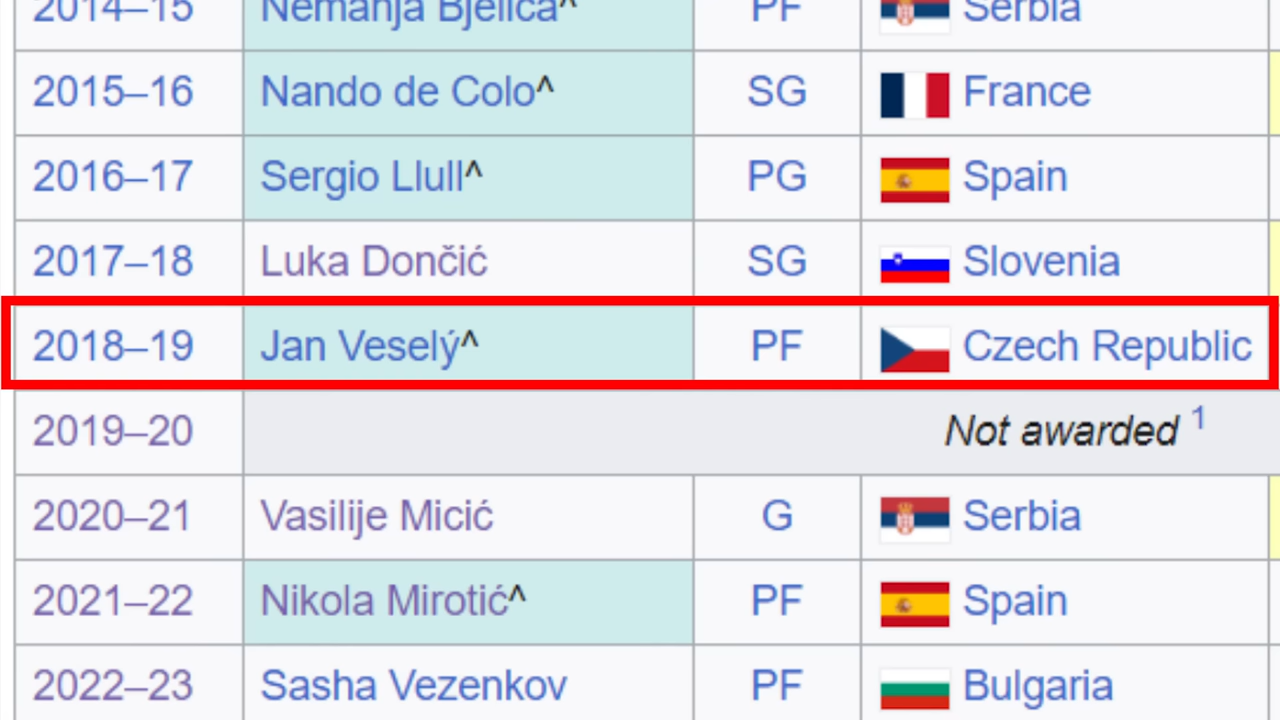 2014–15 Nemanja Bjelica^ PF Serbia
2015–16 Nando de Colo^ SG France
2016–17 Sergio Llull^ PG Spain
2017–18 Luka Dončić SG Slovenia
2018–19 Jan Veselý^ PF Czech Republic
2019–20 Not awarded 1
2020–21 Vasilije Micić G Serbia
2021–22 Nikola Mirotić^ PF Spain
2022–23 Sasha Vezenkov PF Bulgaria